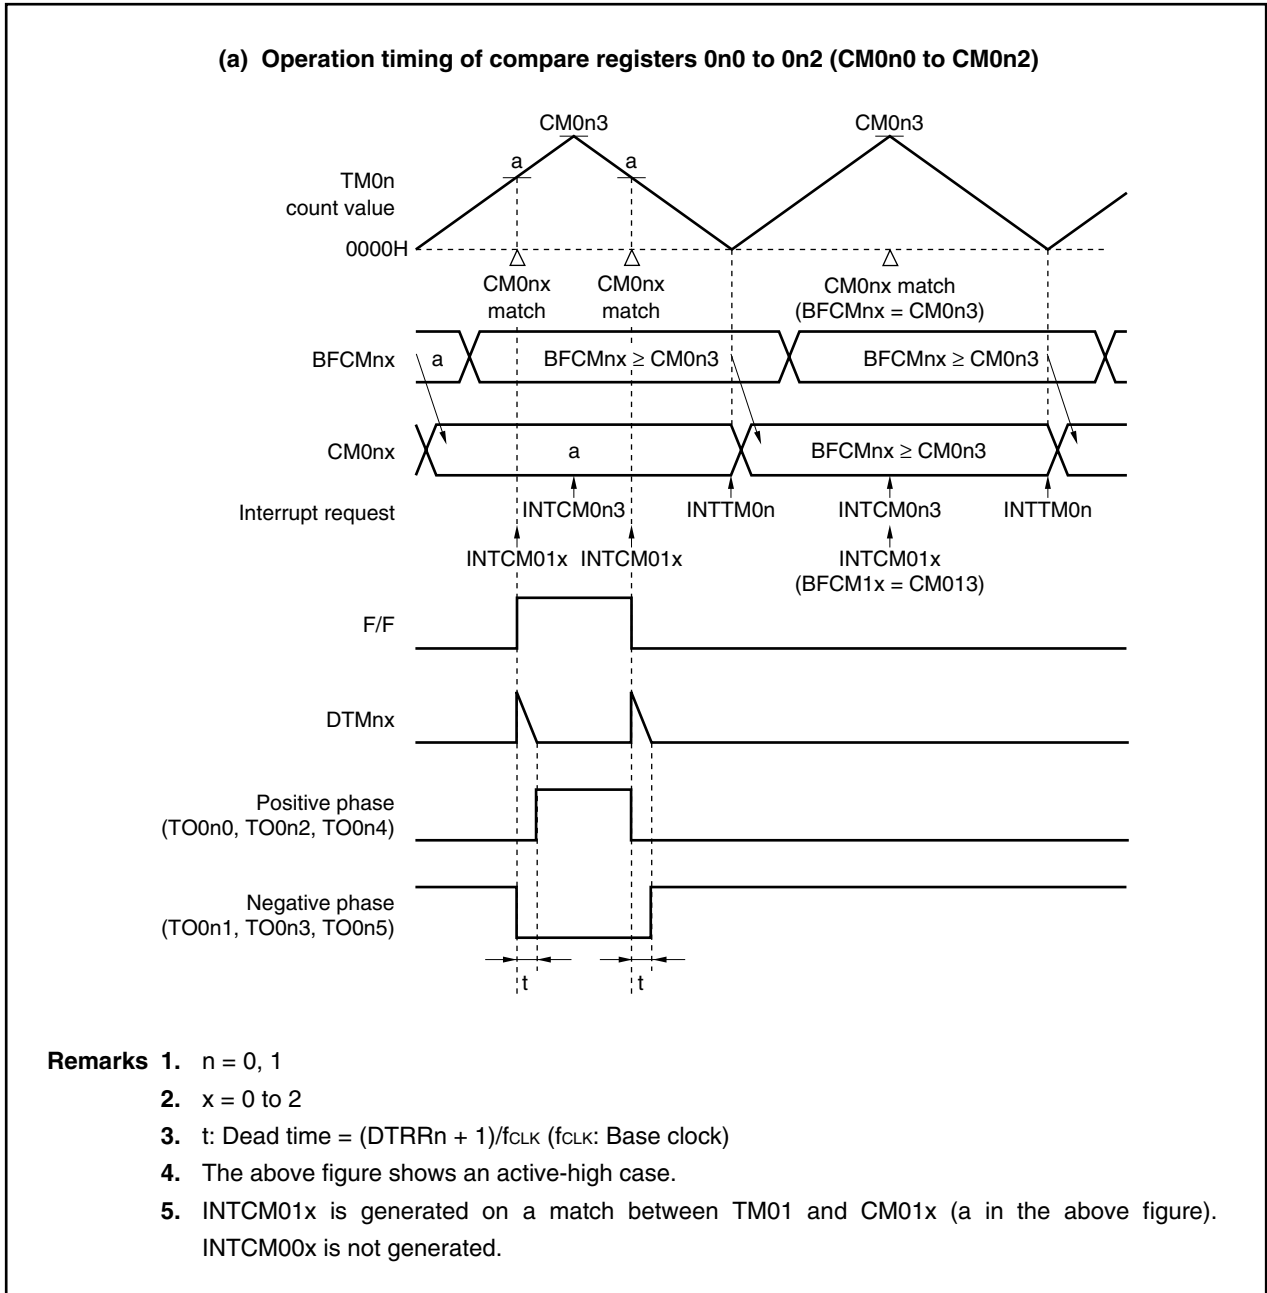 (a) Operation timing of compare registers 0n0 to 0n2 (CM0n0 to CM0n2)
CM0n3 CM0n3
a a
TM0n
count value
0000H
CM0nx
match
CM0nx
match
CM0nx match
(BFCMnx = CM0n3)
BFCMnx a BFCMnx ≥ CM0n3 BFCMnx ≥ CM0n3
CM0nx a BFCMnx ≥ CM0n3
Interrupt request INTCM0n3 INTTM0n INTCM0n3 INTTM0n
INTCM01x INTCM01x INTCM01x
(BFCM1x = CM013)
F/F
DTMnx
Positive phase
(TO0n0, TO0n2, TO0n4)
Negative phase
(TO0n1, TO0n3, TO0n5)
t t
Remarks 1. n = 0, 1
2. x = 0 to 2
3. t: Dead time = (DTRRn + 1)/fCLK (fCLK: Base clock)
4. The above figure shows an active-high case.
5. INTCM01x is generated on a match between TM01 and CM01x (a in the above figure).
INTCM00x is not generated.